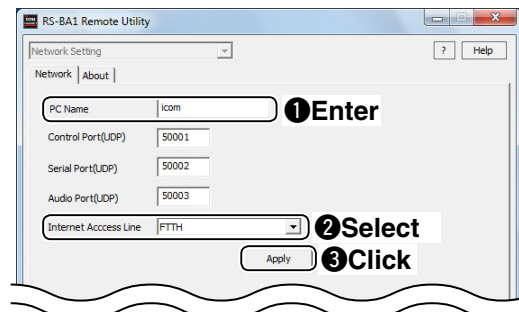 RS-BA1 Remote Utility
Network Setting
? Help
Network About
PC Name icom ❶Enter
Control Port(UDP) 50001
Serial Port(UDP) 50002
Audio Port(UDP) 50003
Internet Acccess Line FTTH ❷Select
Apply ❸Click